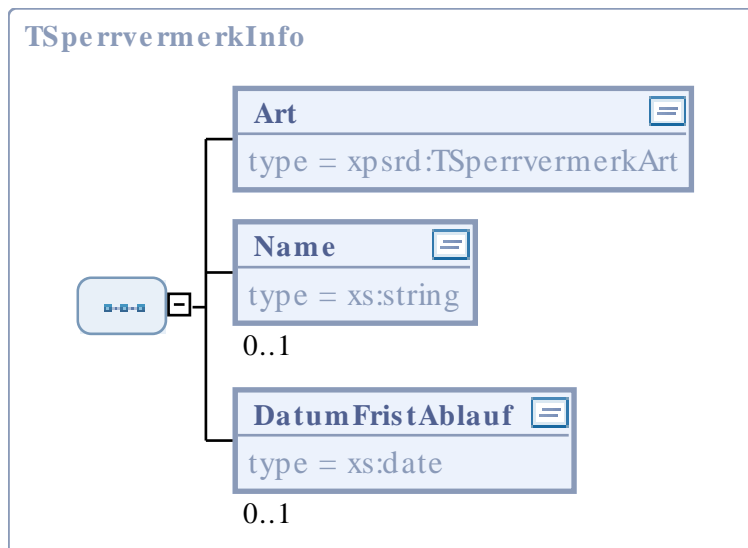 TSperrvermerkInfo
Art
type = xpsrd:TSperrvermerkArt
Name
type = xs:string
0..1
DatumFristAblauf
type = xs:date
0..1